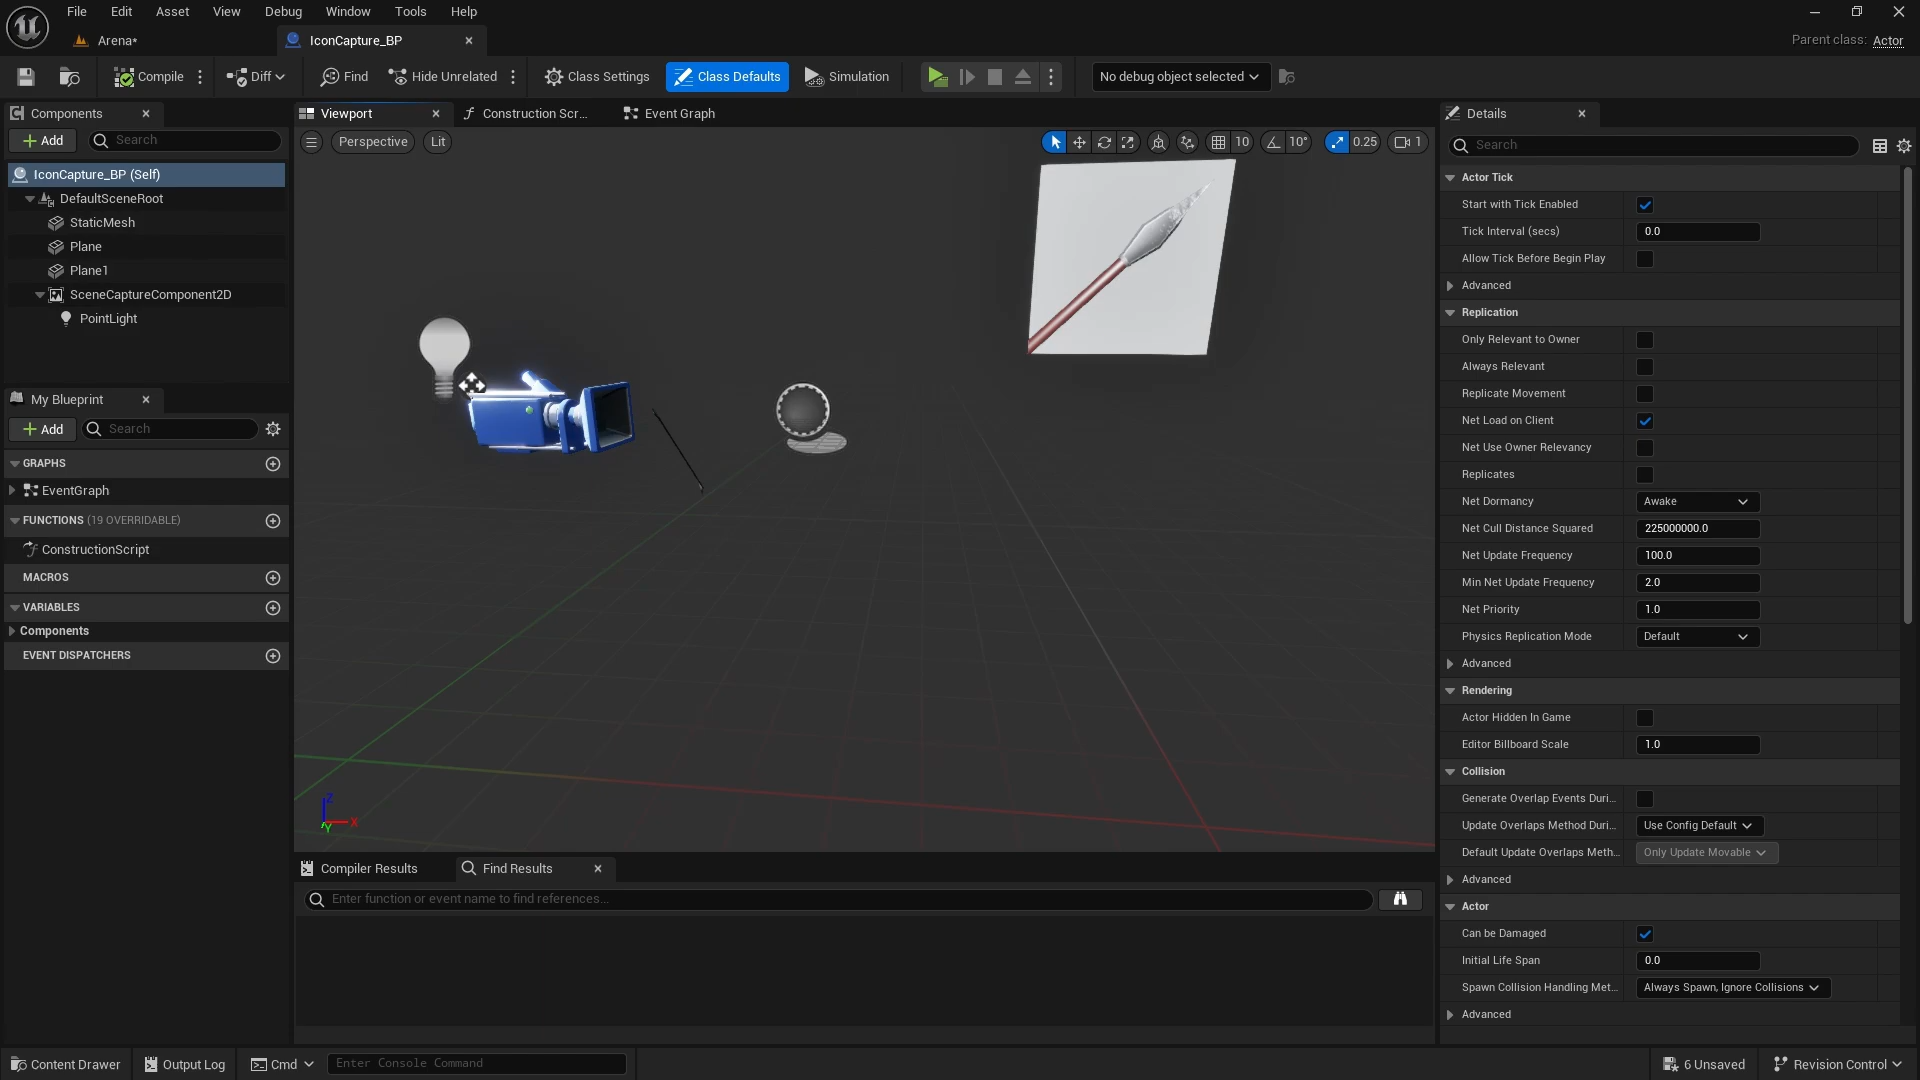 File Edit Asset View Debug Window Tools Help
Arena*
IconCapture_BP
Parent class: Actor
Compile
Diff
Find
Hide Unrelated
Class Settings
Class Defaults
Simulation
No debug object selected
Components
Add
Search
IconCapture_BP (Self)
DefaultSceneRoot
StaticMesh
Plane
Plane1
SceneCaptureComponent2D
PointLight
My Blueprint
Add
Search
GRAPHS
EventGraph
FUNCTIONS (19 OVERRIDABLE)
ConstructionScript
MACROS
VARIABLES
Components
EVENT DISPATCHERS
Viewport
Construction Scr...
Event Graph
Perspective
Lit
10
10°
0.25
1
Z
X
Y
Compiler Results
Find Results
Enter function or event name to find references...
Details
Search
Actor Tick
Start with Tick Enabled
Tick Interval (secs) 0.0
Allow Tick Before Begin Play
Advanced
Replication
Only Relevant to Owner
Always Relevant
Replicate Movement
Net Load on Client
Net Use Owner Relevancy
Replicates
Net Dormancy Awake
Net Cull Distance Squared 225000000.0
Net Update Frequency 100.0
Min Net Update Frequency 2.0
Net Priority 1.0
Physics Replication Mode Default
Advanced
Rendering
Actor Hidden In Game
Editor Billboard Scale 1.0
Collision
Generate Overlap Events Duri...
Update Overlaps Method Duri... Use Config Default
Default Update Overlaps Meth... Only Update Movable
Advanced
Actor
Can be Damaged
Initial Life Span 0.0
Spawn Collision Handling Met... Always Spawn, Ignore Collisions
Advanced
Content Drawer
Output Log
Cmd
Enter Console Command
6 Unsaved
Revision Control